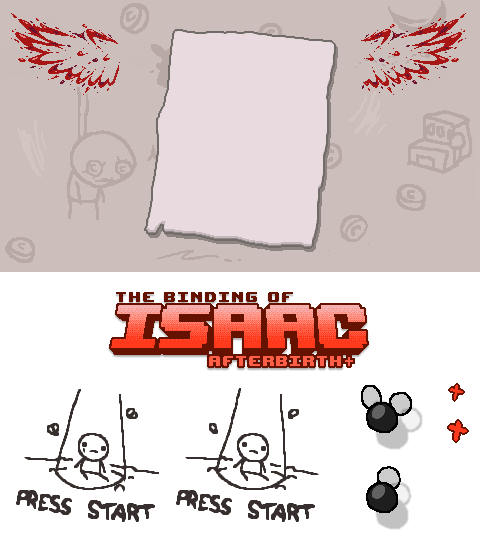 THE BINDING OF
ISAAC
AFTERBIRTH+
PRESS START
PRESS START